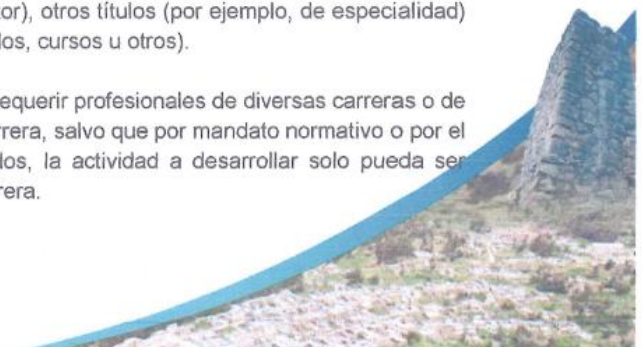 tor), otros títulos (por ejemplo, de especialidad)
dos, cursos u otros).
equerir profesionales de diversas carreras o de
rrera, salvo que por mandato normativo o por el
dos, la actividad a desarrollar solo pueda ser
rera.